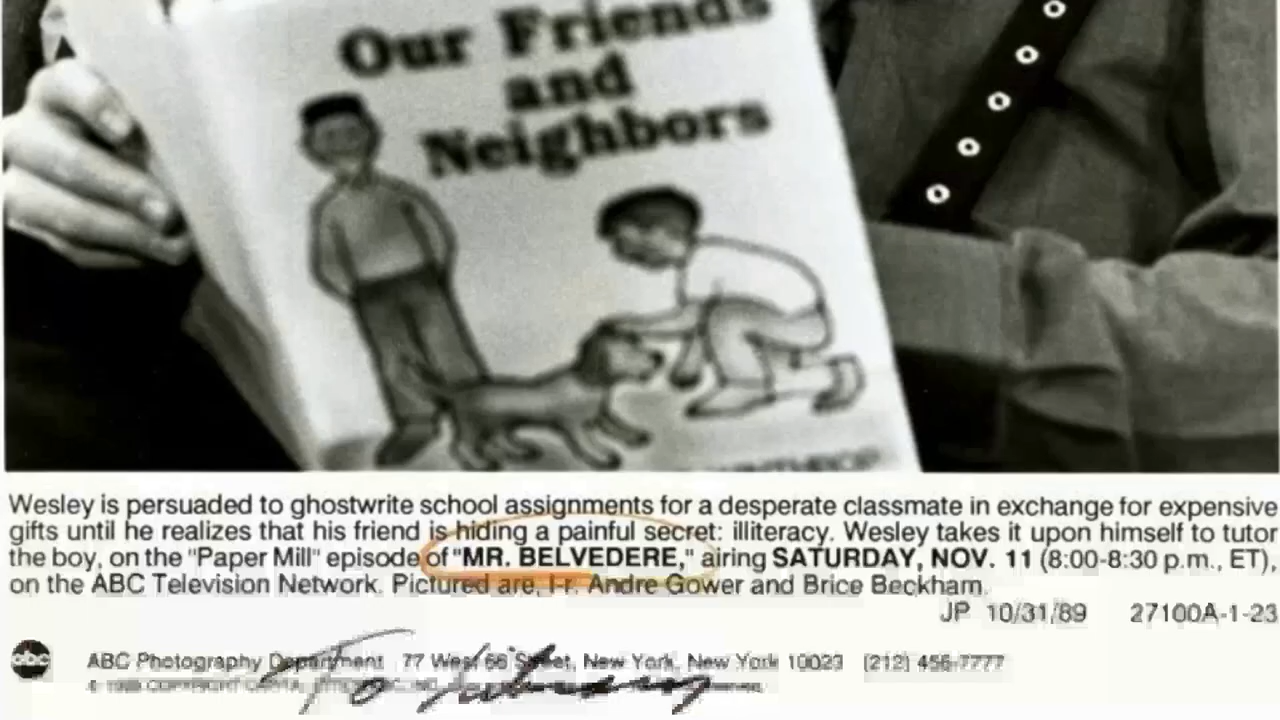 Our Friends
and
Neighbors
Wesley is persuaded to ghostwrite school assignments for a desperate classmate in exchange for expensive
gifts until he realizes that his friend is hiding a painful secret: illiteracy. Wesley takes it upon himself to tutor
the boy, on the "Paper Mill" episode of "MR. BELVEDERE," airing SATURDAY, NOV. 11 (8:00-8:30 p.m., ET),
on the ABC Television Network. Pictured are, l-r. Andre Gower and Brice Beckham.
JP 10/31/89 27100A-1-23
abc
ABC Photography Department 77 West 66 Street, New York, New York 10023 (212) 456-7777
To